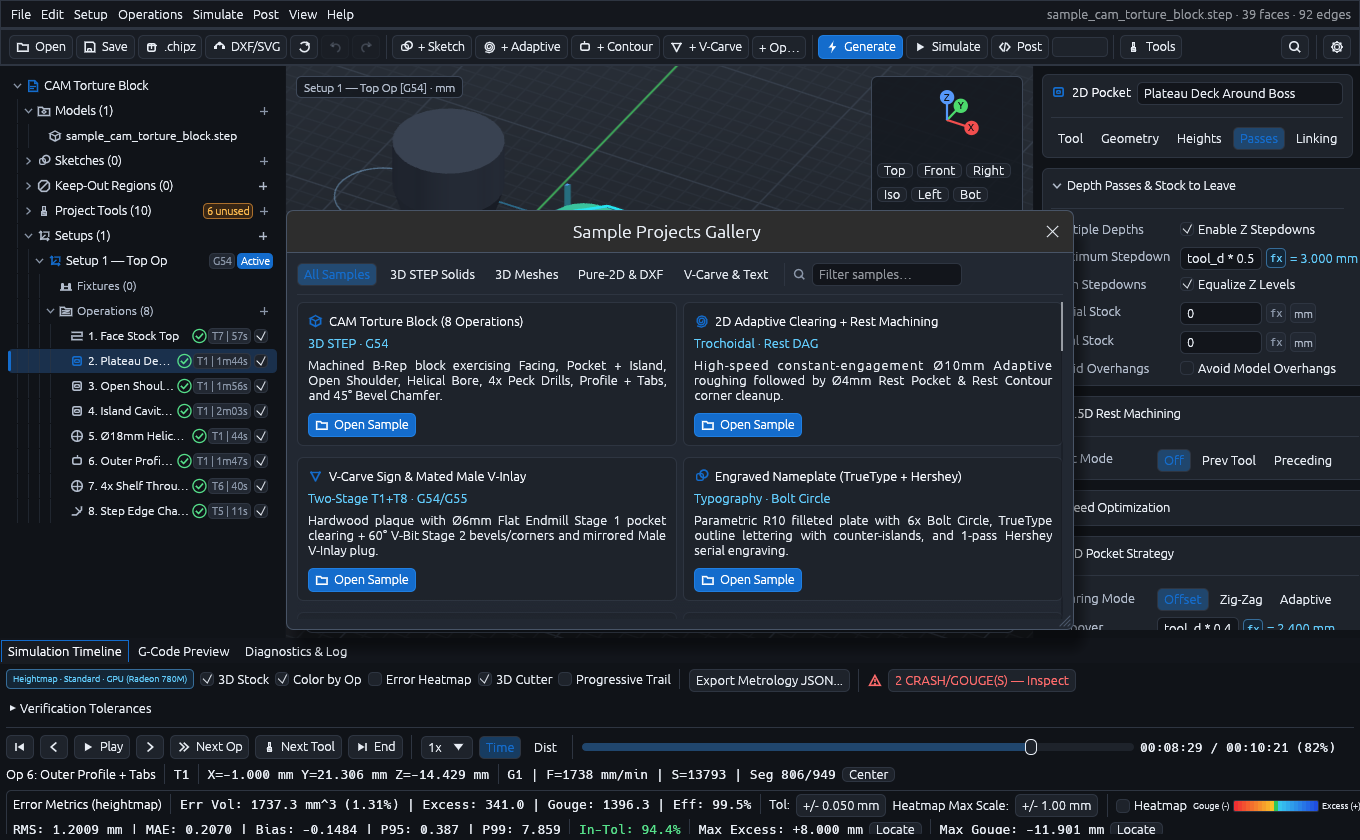 File Edit Setup Operations Simulate Post View Help
sample_cam_torture_block.step · 39 faces · 92 edges
Open Save .chipz DXF/SVG + Sketch + Adaptive + Contour + V-Carve + Op... Generate Simulate Post Tools
CAM Torture Block
Models (1) +
sample_cam_torture_block.step
Sketches (0) +
Keep-Out Regions (0) +
Project Tools (10) 6 unused +
Setups (1) +
Setup 1 — Top Op G54 Active
Fixtures (0)
Operations (8) +
1. Face Stock Top T7 | 57s
2. Plateau De... T1 | 1m44s
3. Open Shoul... T1 | 1m56s
4. Island Cavit... T1 | 2m03s
5. Ø18mm Helic... T1 | 44s
6. Outer Profi... T1 | 1m47s
7. 4x Shelf Throu... T6 | 40s
8. Step Edge Cha... T5 | 11s
Setup 1 — Top Op [G54] · mm
Z
Y
X
Top Front Right
Iso Left Bot
Sample Projects Gallery
All Samples 3D STEP Solids 3D Meshes Pure-2D & DXF V-Carve & Text Filter samples...
CAM Torture Block (8 Operations)
3D STEP · G54
Machined B-Rep block exercising Facing, Pocket + Island,
Open Shoulder, Helical Bore, 4x Peck Drills, Profile + Tabs,
and 45° Bevel Chamfer.
Open Sample
2D Adaptive Clearing + Rest Machining
Trochoidal · Rest DAG
High-speed constant-engagement Ø10mm Adaptive
roughing followed by Ø4mm Rest Pocket & Rest Contour
corner cleanup.
Open Sample
V-Carve Sign & Mated Male V-Inlay
Two-Stage T1+T8 · G54/G55
Hardwood plaque with Ø6mm Flat Endmill Stage 1 pocket
clearing + 60° V-Bit Stage 2 bevels/corners and mirrored Male
V-Inlay plug.
Open Sample
Engraved Nameplate (TrueType + Hershey)
Typography · Bolt Circle
Parametric R10 filleted plate with 6x Bolt Circle, TrueType
outline lettering with counter-islands, and 1-pass Hershey
serial engraving.
Open Sample
2D Pocket Plateau Deck Around Boss
Tool Geometry Heights Passes Linking
Depth Passes & Stock to Leave
tiple Depths Enable Z Stepdowns
imum Stepdown tool_d * 0.5 fx = 3.000 mm
n Stepdowns Equalize Z Levels
ial Stock 0 fx mm
l Stock 0 fx mm
id Overhangs Avoid Model Overhangs
.5D Rest Machining
t Mode Off Prev Tool Preceding
eed Optimization
D Pocket Strategy
aring Mode Offset Zig-Zag Adaptive
pover tool_d * 0.4 fx = 2.400 mm
Simulation Timeline G-Code Preview Diagnostics & Log
Heightmap · Standard · GPU (Radeon 780M) 3D Stock Color by Op Error Heatmap 3D Cutter Progressive Trail Export Metrology JSON... 2 CRASH/GOUGE(S) — Inspect
Verification Tolerances
Play Next Op Next Tool End 1x Time Dist 00:08:29 / 00:10:21 (82%)
Op 6: Outer Profile + Tabs T1 X=-1.000 mm Y=21.306 mm Z=-14.429 mm G1 | F=1738 mm/min | S=13793 | Seg 806/949 Center
Error Metrics (heightmap) Err Vol: 1737.3 mm^3 (1.31%) | Excess: 341.0 | Gouge: 1396.3 | Eff: 99.5% Tol: +/- 0.050 mm Heatmap Max Scale: +/- 1.00 mm Heatmap Gouge (-) Excess (+)
RMS: 1.2009 mm | MAE: 0.2070 | Bias: -0.1484 | P95: 0.387 | P99: 7.859 In-Tol: 94.4% Max Excess: +8.000 mm Locate Max Gouge: -11.901 mm Locate